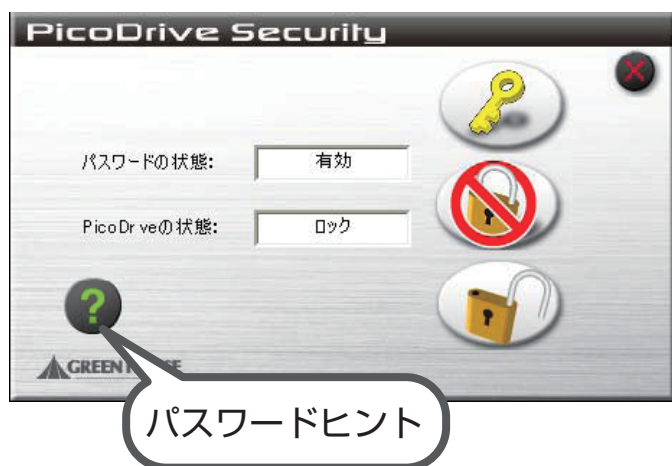 PicoDrive Security
パスワードの状態: 有効
PicoDr veの状態: ロック
?
GREEN
パスワードヒント